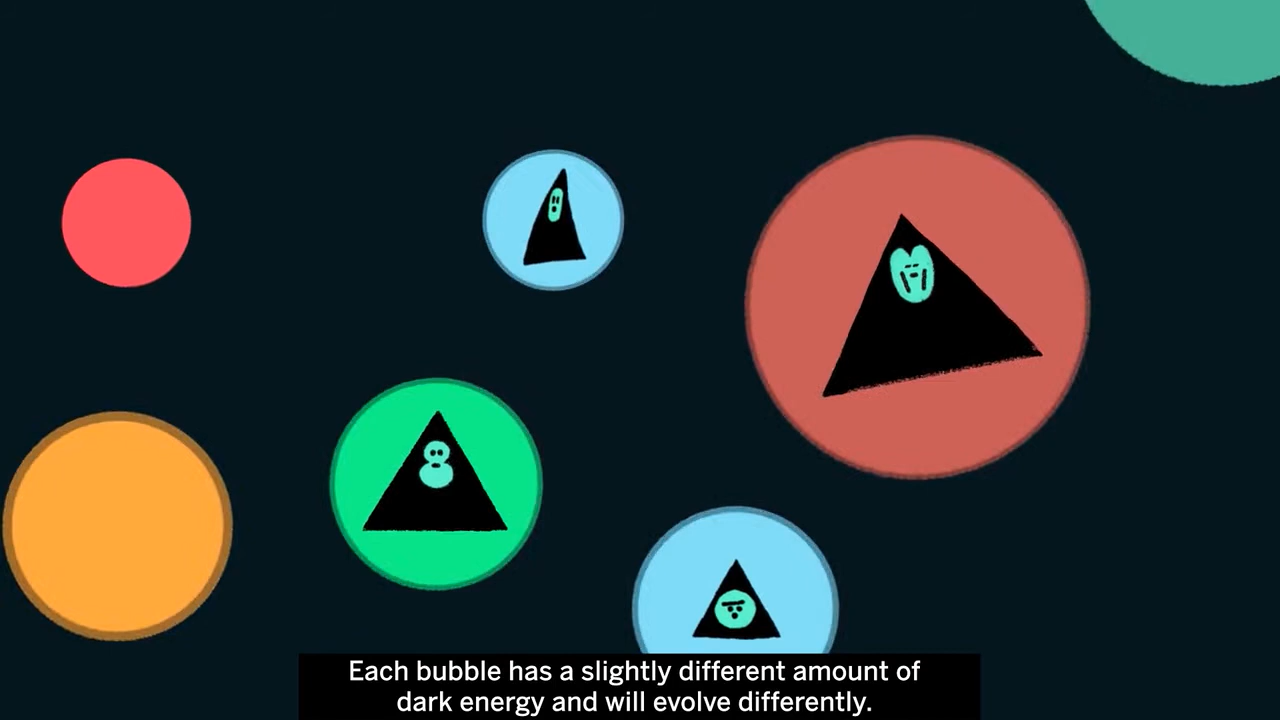 Each bubble has a slightly different amount of
dark energy and will evolve differently.